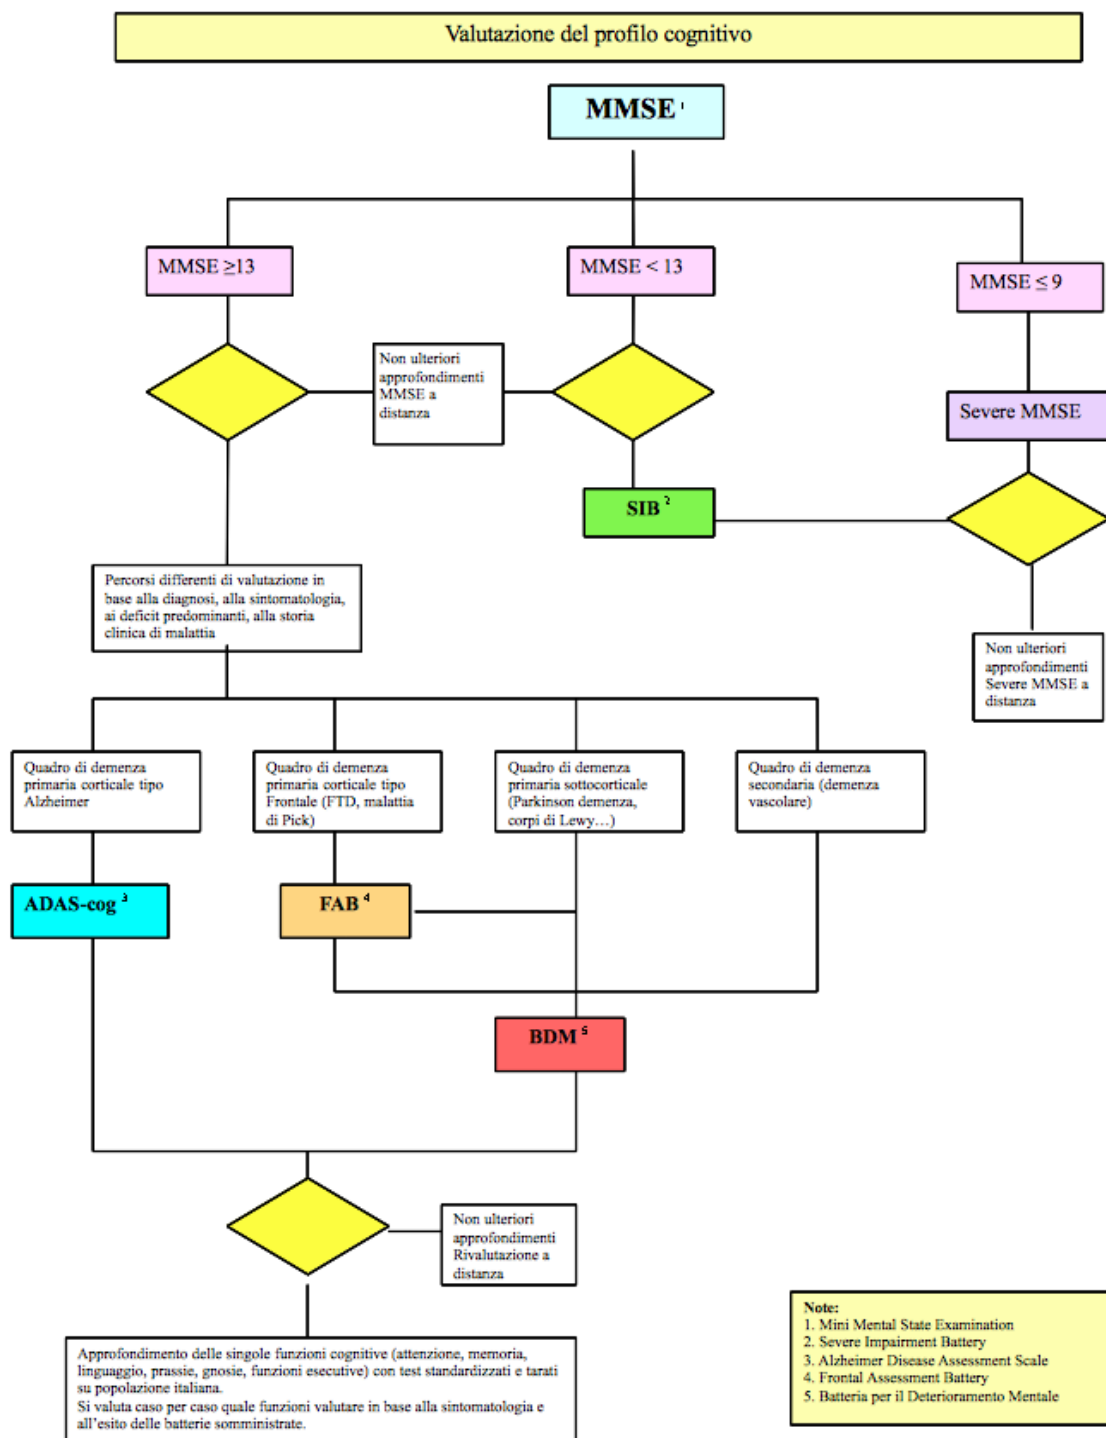 Valutazione del profilo cognitivo
MMSE 1
MMSE ≥13
MMSE < 13
MMSE ≤ 9
Non ulteriori
approfondimenti
MMSE a
distanza
Severe MMSE
SIB 2
Percorsi differenti di valutazione in
base alla diagnosi, alla sintomatologia,
ai deficit predominanti, alla storia
clinica di malattia
Non ulteriori
approfondimenti
Severe MMSE a
distanza
Quadro di demenza
primaria corticale tipo
Alzheimer
Quadro di demenza
primaria corticale tipo
Frontale (FTD, malattia
di Pick)
Quadro di demenza
primaria sottocorticale
(Parkinson demenza,
corpi di Lewy…)
Quadro di demenza
secondaria (demenza
vascolare)
ADAS-cog 3
FAB 4
BDM 5
Non ulteriori
approfondimenti
Rivalutazione a
distanza
Approfondimento delle singole funzioni cognitive (attenzione, memoria,
linguaggio, prassie, gnosie, funzioni esecutive) con test standardizzati e tarati
su popolazione italiana.
Si valuta caso per caso quale funzioni valutare in base alla sintomatologia e
all'esito delle batterie somministrate.
Note:
1. Mini Mental State Examination
2. Severe Impairment Battery
3. Alzheimer Disease Assessment Scale
4. Frontal Assessment Battery
5. Batteria per il Deterioramento Mentale